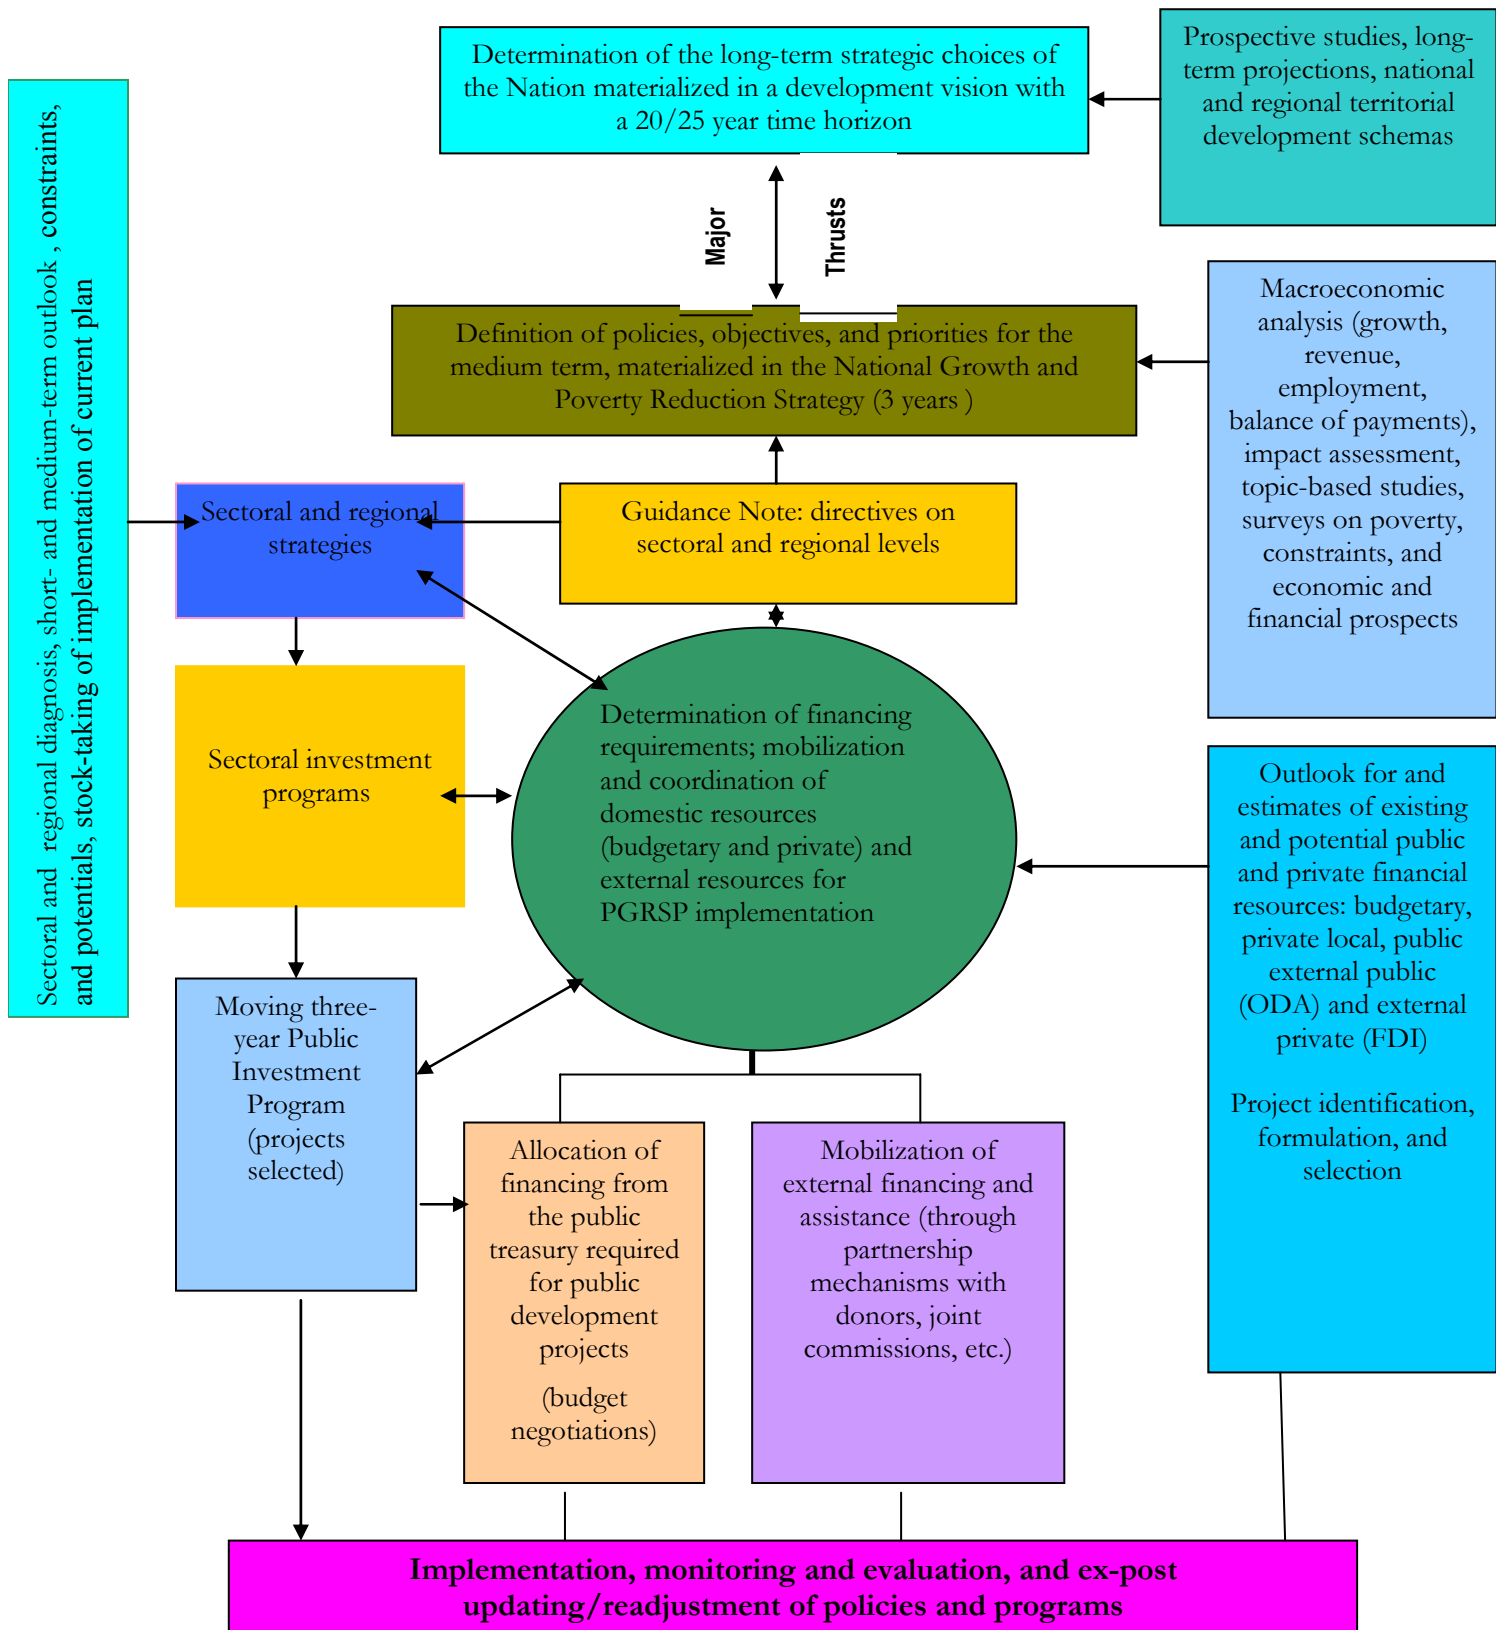 Determination of the long-term strategic choices of
the Nation materialized in a development vision with
a 20/25 year time horizon
Prospective studies, long-
term projections, national
and regional territorial
development schemas
Sectoral and regional diagnosis, short- and medium-term outlook , constraints,
and potentials, stock-taking of implementation of current plan
Major
Thrusts
Definition of policies, objectives, and priorities for the
medium term, materialized in the National Growth and
Poverty Reduction Strategy (3 years )
Macroeconomic
analysis (growth,
revenue,
employment,
balance of payments),
impact assessment,
topic-based studies,
surveys on poverty,
constraints, and
economic and
financial prospects
Sectoral and regional
strategies
Guidance Note: directives on
sectoral and regional levels
Sectoral investment
programs
Determination of financing
requirements; mobilization
and coordination of
domestic resources
(budgetary and private) and
external resources for
PGRSP implementation
Outlook for and
estimates of existing
and potential public
and private financial
resources: budgetary,
private local, public
external public
(ODA) and external
private (FDI)
Project identification,
formulation, and
selection
Moving three-
year Public
Investment
Program
(projects
selected)
Allocation of
financing from
the public
treasury required
for public
development
projects
(budget
negotiations)
Mobilization of
external financing and
assistance (through
partnership
mechanisms with
donors, joint
commissions, etc.)
Implementation, monitoring and evaluation, and ex-post
updating/readjustment of policies and programs